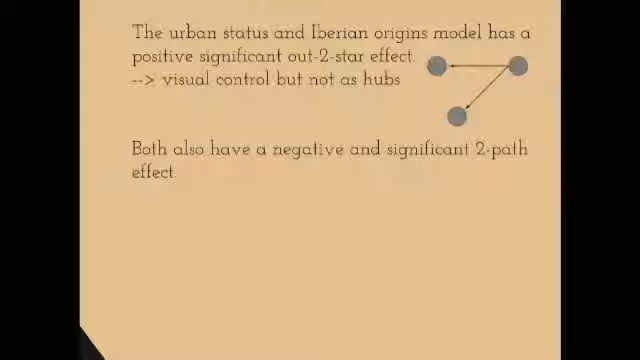 The urban status and Iberian origins model has a
positive significant out-2-star effect.
--> visual control but not as hubs
Both also have a negative and significant 2-path
effect.